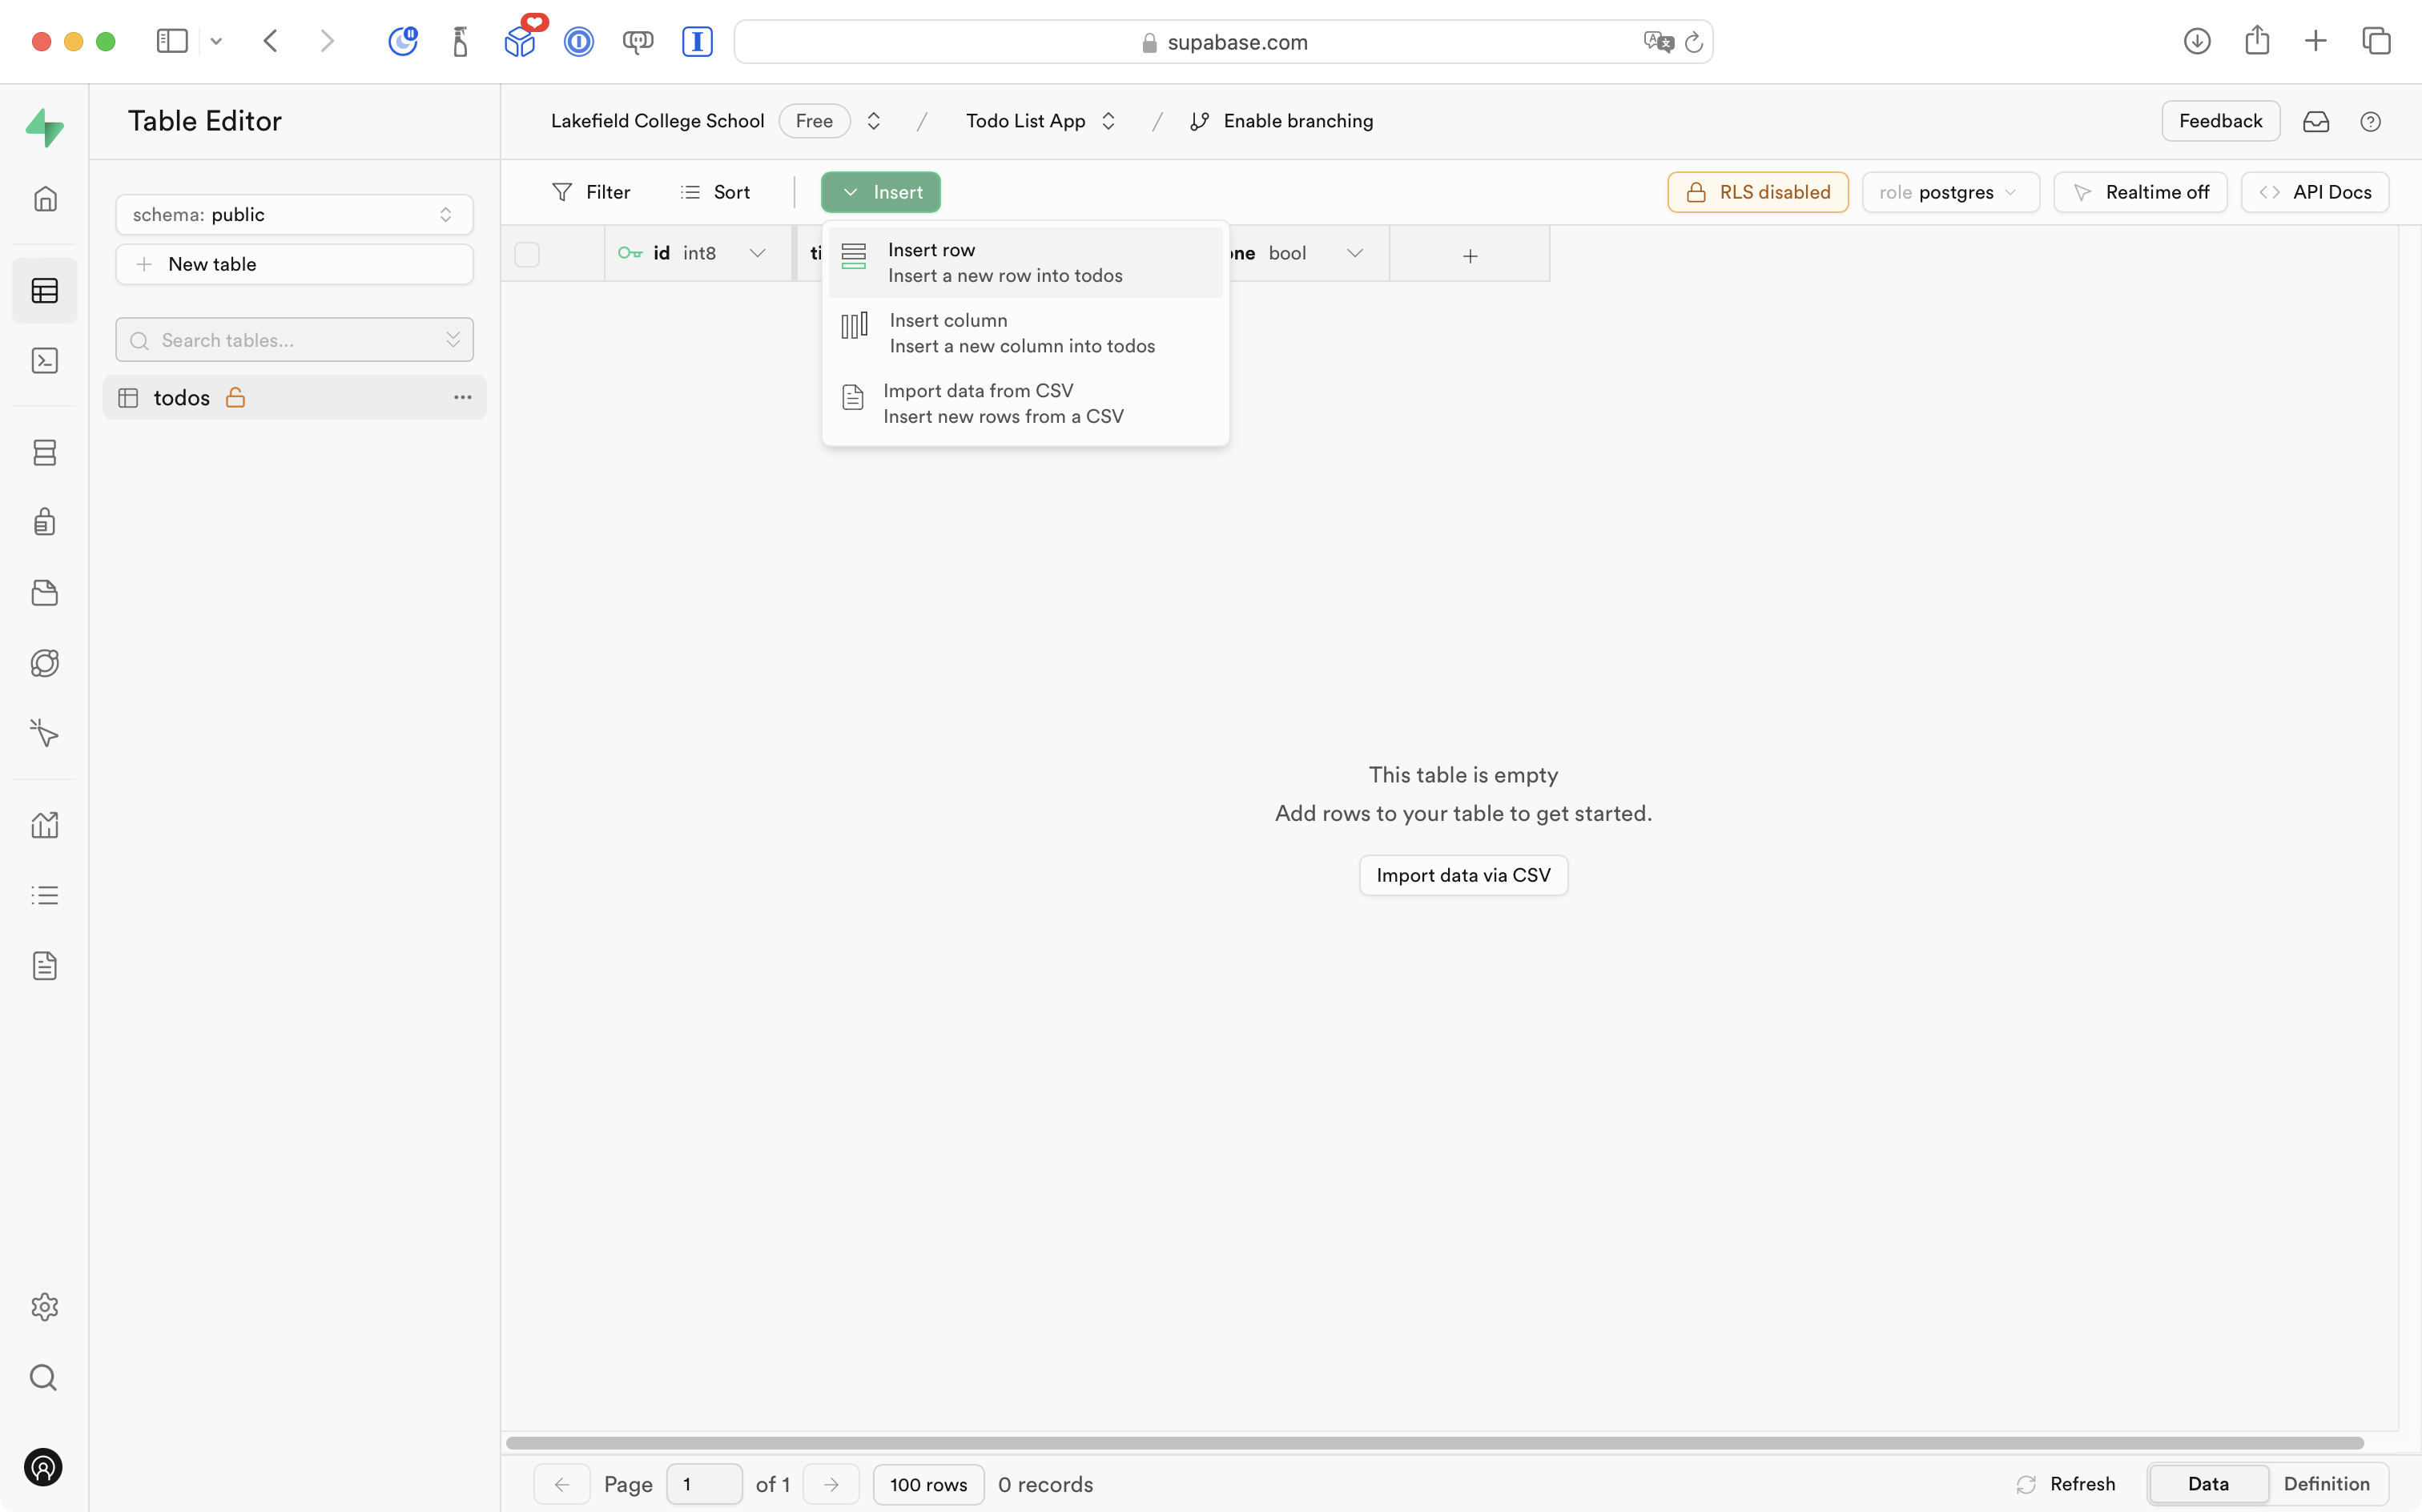 supabase.com
Table Editor
Lakefield College School Free / Todo List App / Enable branching
Feedback
schema: public
New table
Search tables...
todos
Filter
Sort
Insert
RLS disabled
role postgres
Realtime off
API Docs
id int8
bool
Insert row
Insert a new row into todos
Insert column
Insert a new column into todos
Import data from CSV
Insert new rows from a CSV
This table is empty
Add rows to your table to get started.
Import data via CSV
Page 1 of 1
100 rows
0 records
Refresh
Data
Definition